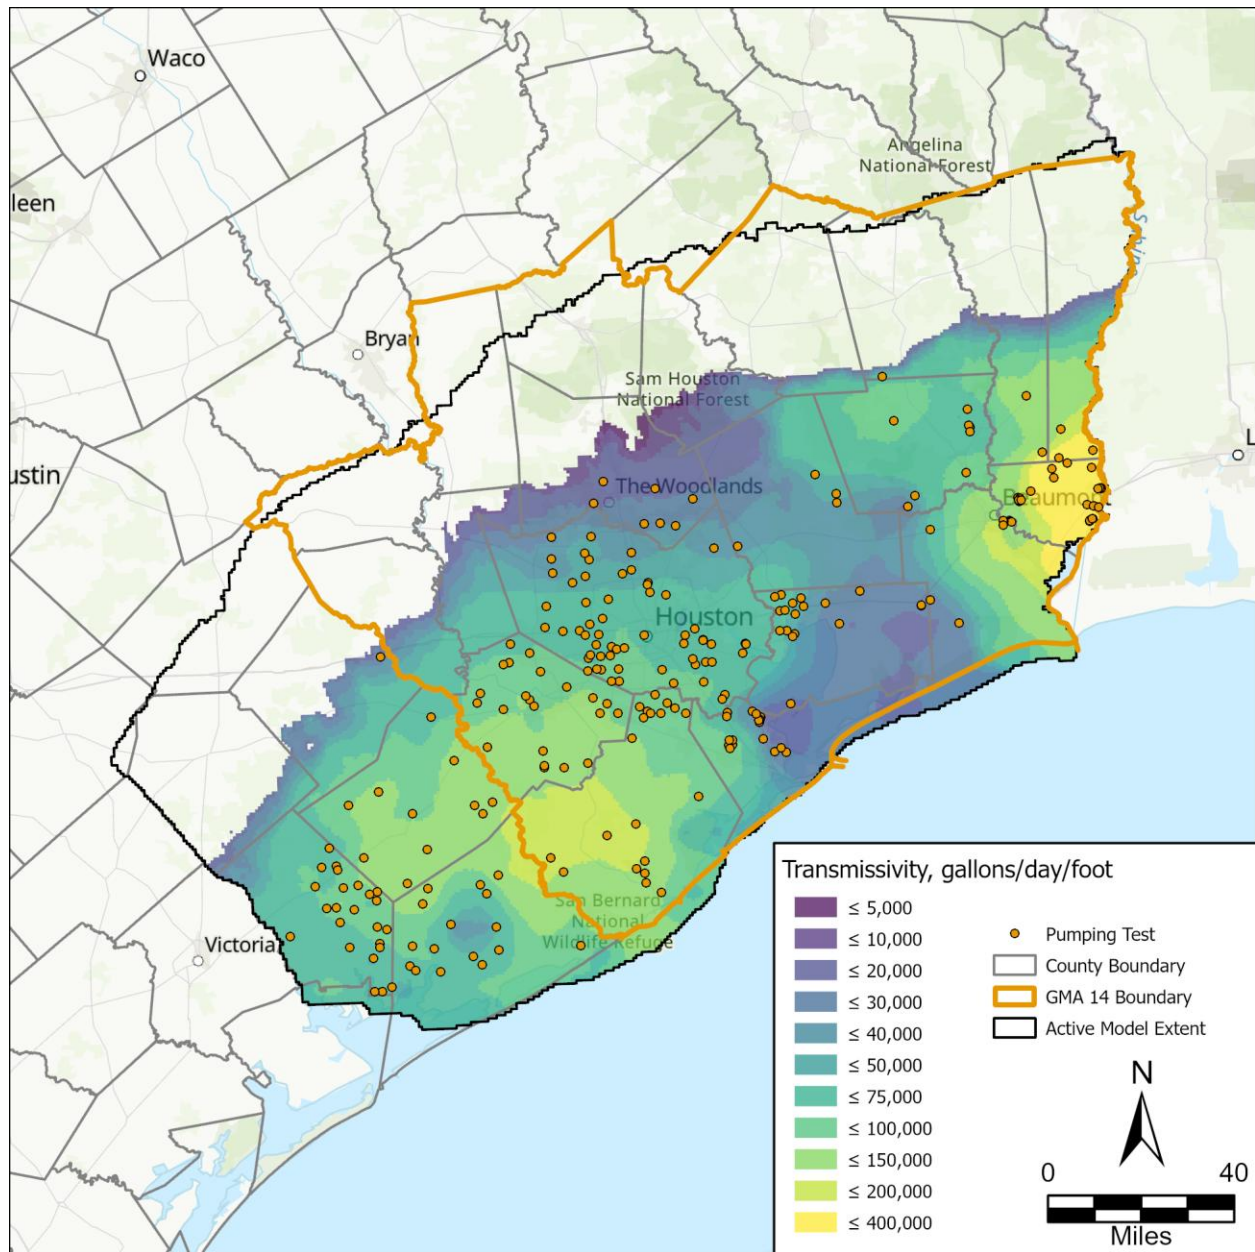 Waco
Angelina
National Forest
leen
Bryan
Sam Houston
National Forest
ustin
The Woodlands
Beaumo
L
Houston
San Bernard
National
Wildlife Refuge
Victoria
Transmissivity, gallons/day/foot
≤ 5,000
≤ 10,000
≤ 20,000
≤ 30,000
≤ 40,000
≤ 50,000
≤ 75,000
≤ 100,000
≤ 150,000
≤ 200,000
≤ 400,000
Pumping Test
County Boundary
GMA 14 Boundary
Active Model Extent
N
0 40
Miles